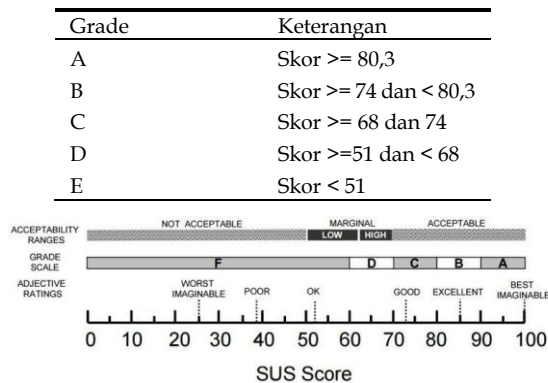 Grade Keterangan
A Skor >= 80,3
B Skor >= 74 dan < 80,3
C Skor >= 68 dan 74
D Skor >=51 dan < 68
E Skor < 51
ACCEPTABILITY RANGES NOT ACCEPTABLE MARGINAL ACCEPTABLE
LOW HIGH
GRADE SCALE F D C B A
ADJECTIVE RATINGS WORST IMAGINABLE POOR OK GOOD EXCELLENT BEST IMAGINABLE
0 10 20 30 40 50 60 70 80 90 100
SUS Score